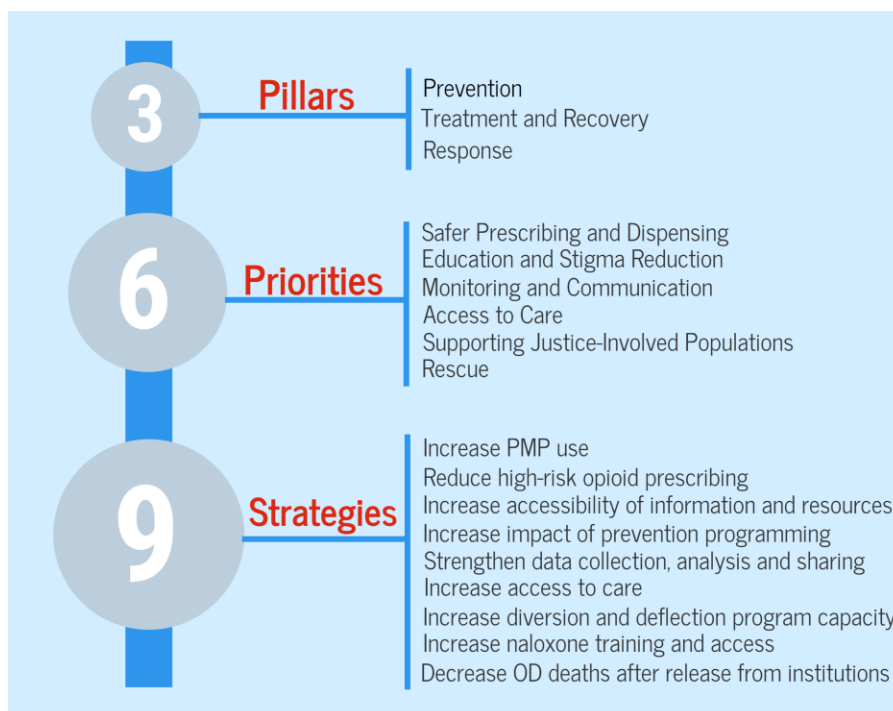 3
Pillars
Prevention
Treatment and Recovery
Response
6
Priorities
Safer Prescribing and Dispensing
Education and Stigma Reduction
Monitoring and Communication
Access to Care
Supporting Justice-Involved Populations
Rescue
9
Strategies
Increase PMP use
Reduce high-risk opioid prescribing
Increase accessibility of information and resources
Increase impact of prevention programming
Strengthen data collection, analysis and sharing
Increase access to care
Increase diversion and deflection program capacity
Increase naloxone training and access
Decrease OD deaths after release from institutions